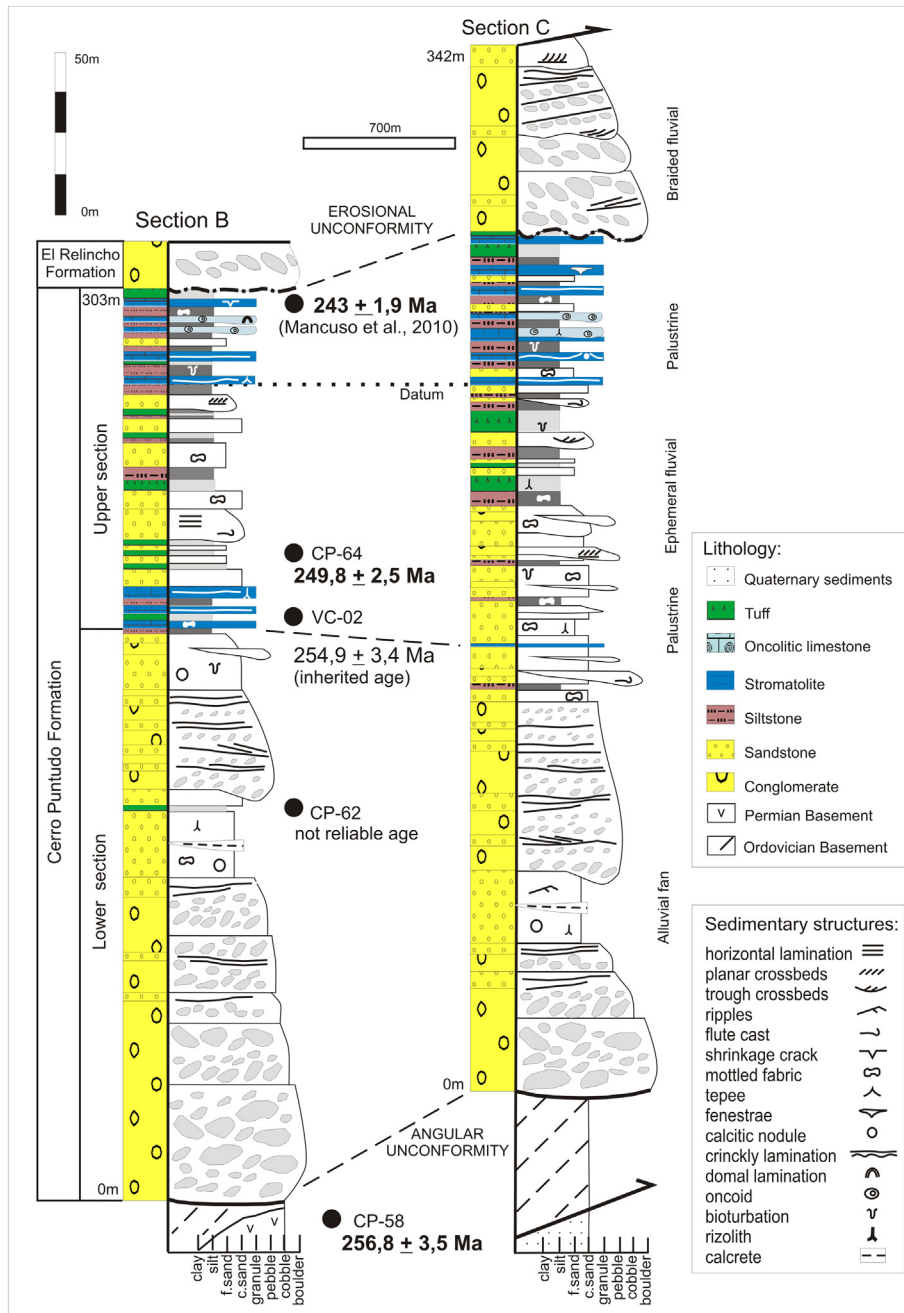 Section C
50m
342m
700m
0m
Section B
EROSIONAL
UNCONFORMITY
Braided fluvial
El Relincho
Formation
303m
243 ± 1,9 Ma
(Mancuso et al., 2010)
Palustrine
Datum
Upper section
Ephemeral fluvial
CP-64
249,8 ± 2,5 Ma
VC-02
254,9 ± 3,4 Ma
(inherited age)
Palustrine
Cerro Puntudo Formation
CP-62
not reliable age
Lower section
Alluvial fan
0m
ANGULAR
UNCONFORMITY
0m
CP-58
256,8 ± 3,5 Ma
clay
silt
f.sand
c.sand
granule
pebble
cobble
boulder
clay
silt
f.sand
c.sand
granule
pebble
cobble
boulder
Lithology:
Quaternary sediments
Tuff
Oncolitic limestone
Stromatolite
Siltstone
Sandstone
Conglomerate
v Permian Basement
Ordovician Basement
Sedimentary structures:
horizontal lamination
planar crossbeds
trough crossbeds
ripples
flute cast
shrinkage crack
mottled fabric
tepee
fenestrae
calcitic nodule
crinckly lamination
domal lamination
oncoid
bioturbation
rizolith
calcrete